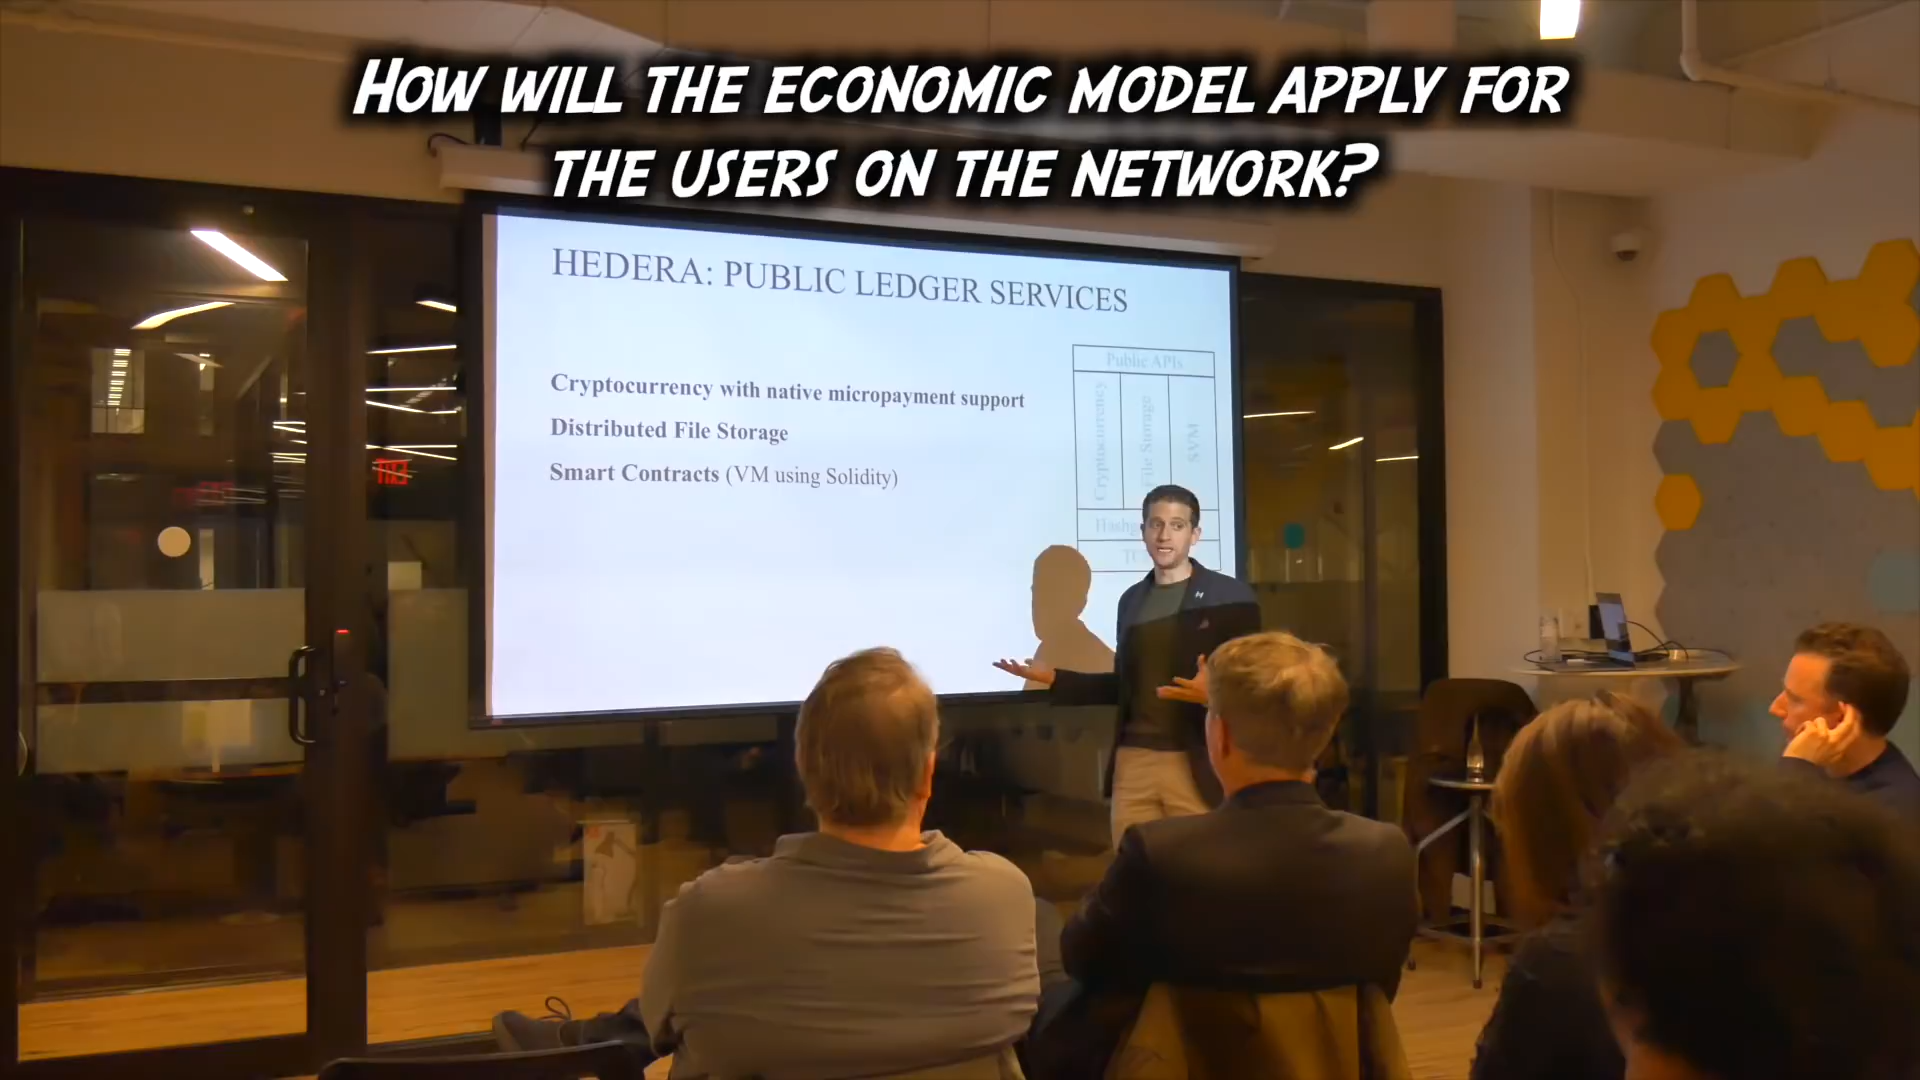 HOW WILL THE ECONOMIC MODEL APPLY FOR
THE USERS ON THE NETWORK?
HEDERA: PUBLIC LEDGER SERVICES
Cryptocurrency with native micropayment support
Distributed File Storage
Smart Contracts (VM using Solidity)
Public APIs
Cryptocurrency
File Storage
EXIT